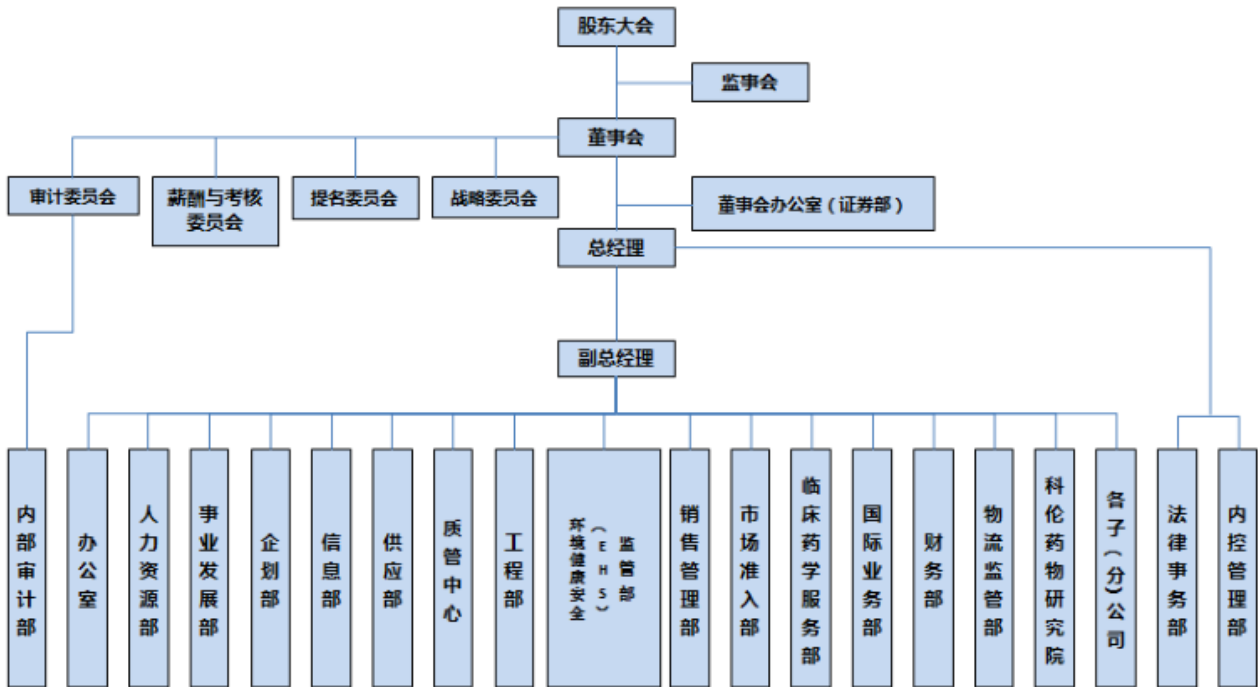 股东大会
监事会
董事会
审计委员会
薪酬与考核
委员会
提名委员会
战略委员会
董事会办公室（证券部）
总经理
副总经理
内部审计部
办公室
人力资源部
事业发展部
企划部
信息部
供应部
质管中心
工程部
环境健康安全
（EHS）
监管部
销售管理部
市场准入部
临床药学服务部
国际业务部
财务部
物流监管部
科伦药物研究院
各子（分）公司
法律事务部
内控管理部